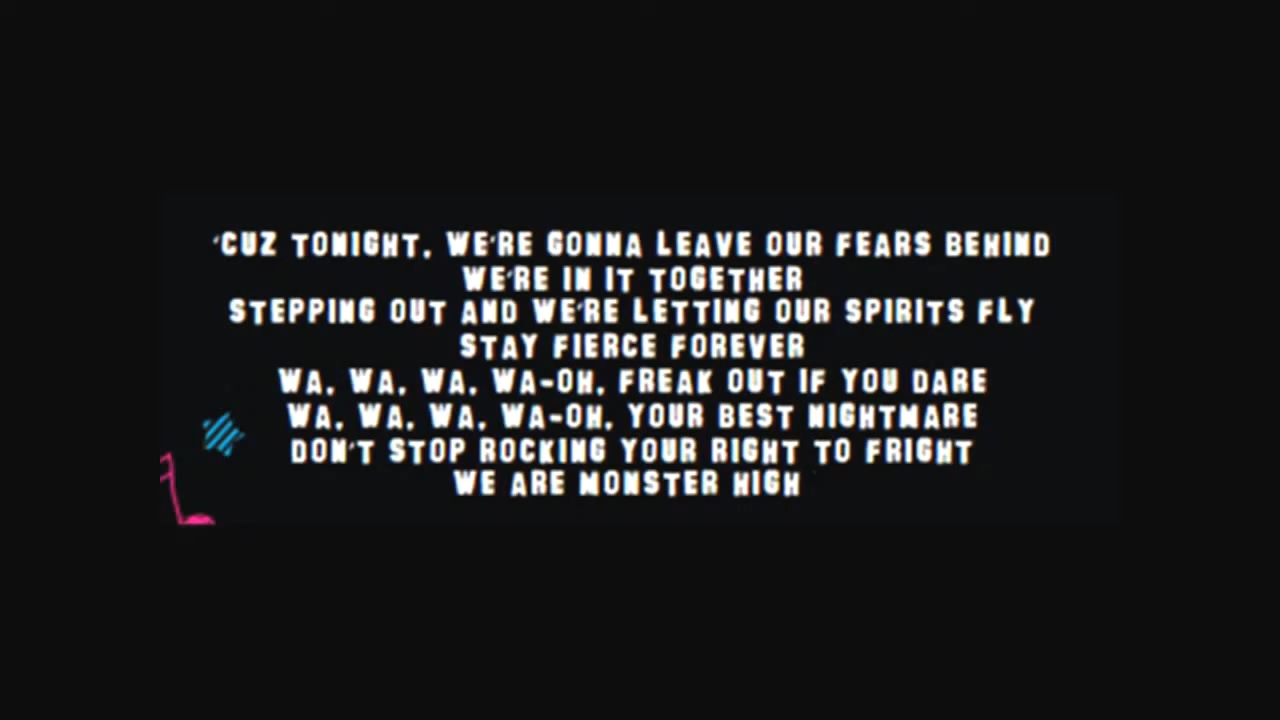 'CUZ TONIGHT, WE'RE GONNA LEAVE OUR FEARS BEHIND
WE'RE IN IT TOGETHER
STEPPING OUT AND WE'RE LETTING OUR SPIRITS FLY
STAY FIERCE FOREVER
WA, WA, WA, WA-OH, FREAK OUT IF YOU DARE
WA, WA, WA, WA-OH, YOUR BEST NIGHTMARE
DON'T STOP ROCKING YOUR RIGHT TO FRIGHT
WE ARE MONSTER HIGH